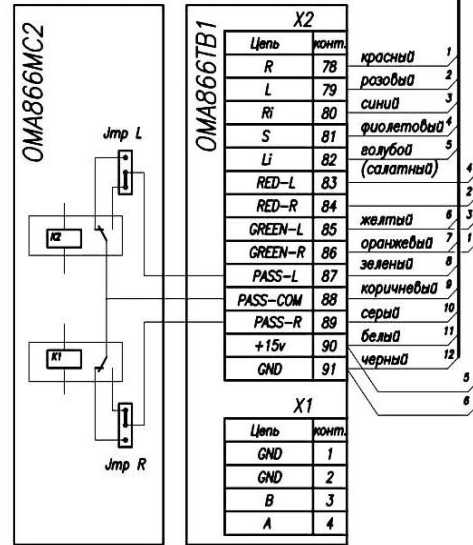 OMA866MC2
Jmp L
K2
K1
Jmp R
OMA866TB1
X2
Цепь конт.
R 78 красный 1
L 79 розовый 2
Ri 80 синий 3
S 81 фиолетовый 4
Li 82 голубой 5
(салатный)
RED-L 83 4
RED-R 84 2
GREEN-L 85 желтый 6 3
GREEN-R 86 оранжевый 7 1
PASS-L 87 зеленый 8
PASS-COM 88 коричневый 9
PASS-R 89 серый 10
+15v 90 белый 11
GND 91 черный 12
5
6
X1
Цепь конт.
GND 1
GND 2
B 3
A 4